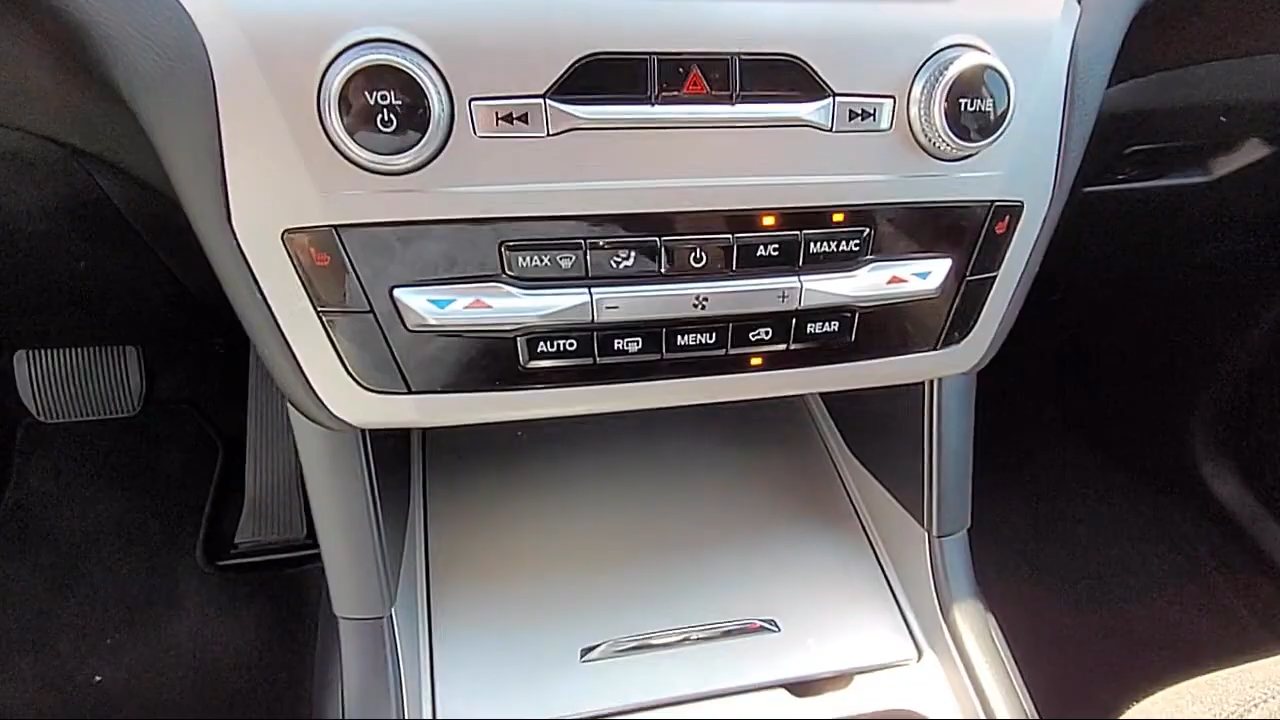 VOL
TUNE
MAX
A/C
MAX A/C
AUTO
R
MENU
REAR